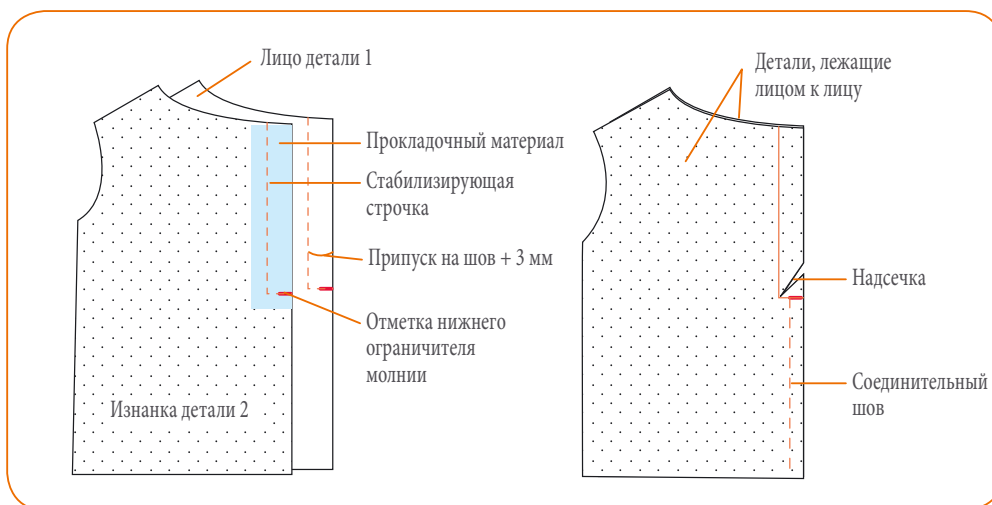 Лицо детали 1
Прокладочный материал
Стабилизирующая
строчка
Припуск на шов + 3 мм
Отметка нижнего
ограничителя
молнии
Изнанка детали 2
Детали, лежащие
лицом к лицу
Надсечка
Соединительный
шов